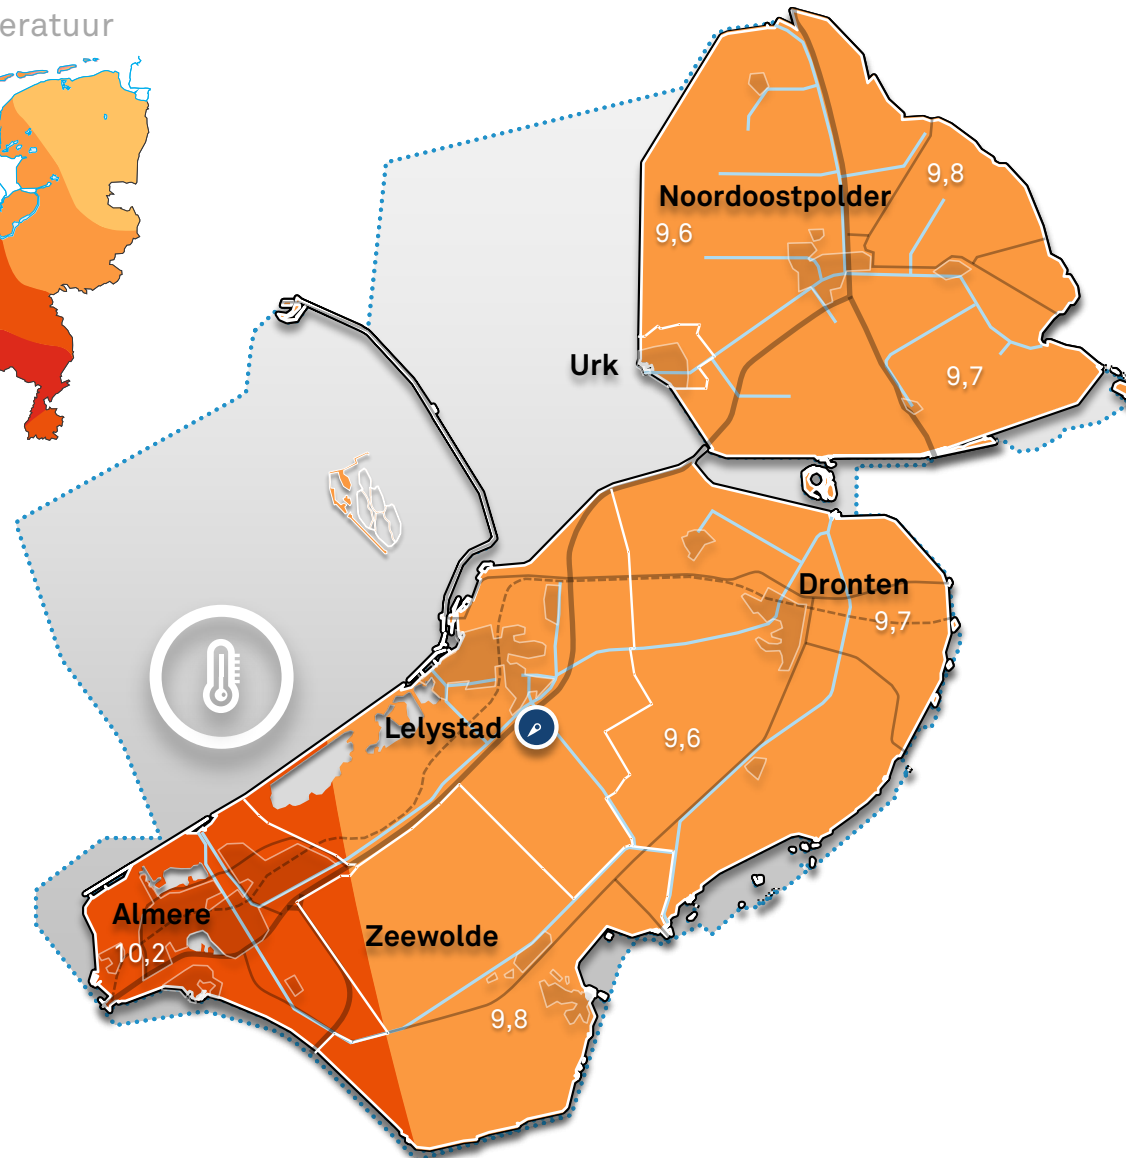 eratuur
9,8
Noordoostpolder
9,6
Urk
9,7
Dronten
9,7
Lelystad
9,6
Almere
Zeewolde
10,2
9,8